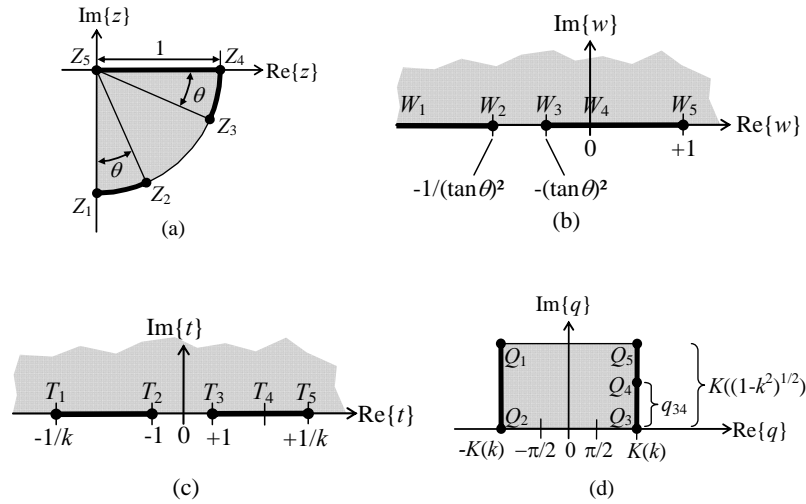 Im{z}
Z₅
1
Z₄
Re{z}
θ
Z₃
θ
Z₂
Z₁
(a)
Im{w}
W₁ W₂ W₃ W₄ W₅
Re{w}
0 +1
-1/(tanθ)² -(tanθ)²
(b)
Im{t}
T₁ T₂ T₃ T₄ T₅
Re{t}
-1/k -1 0 +1 +1/k
(c)
Im{q}
Q₁ Q₅
Q₄
K((1-k²)^1/2)
q₃₄
Q₂ Q₃
Re{q}
-K(k) −π/2 0 π/2 K(k)
(d)